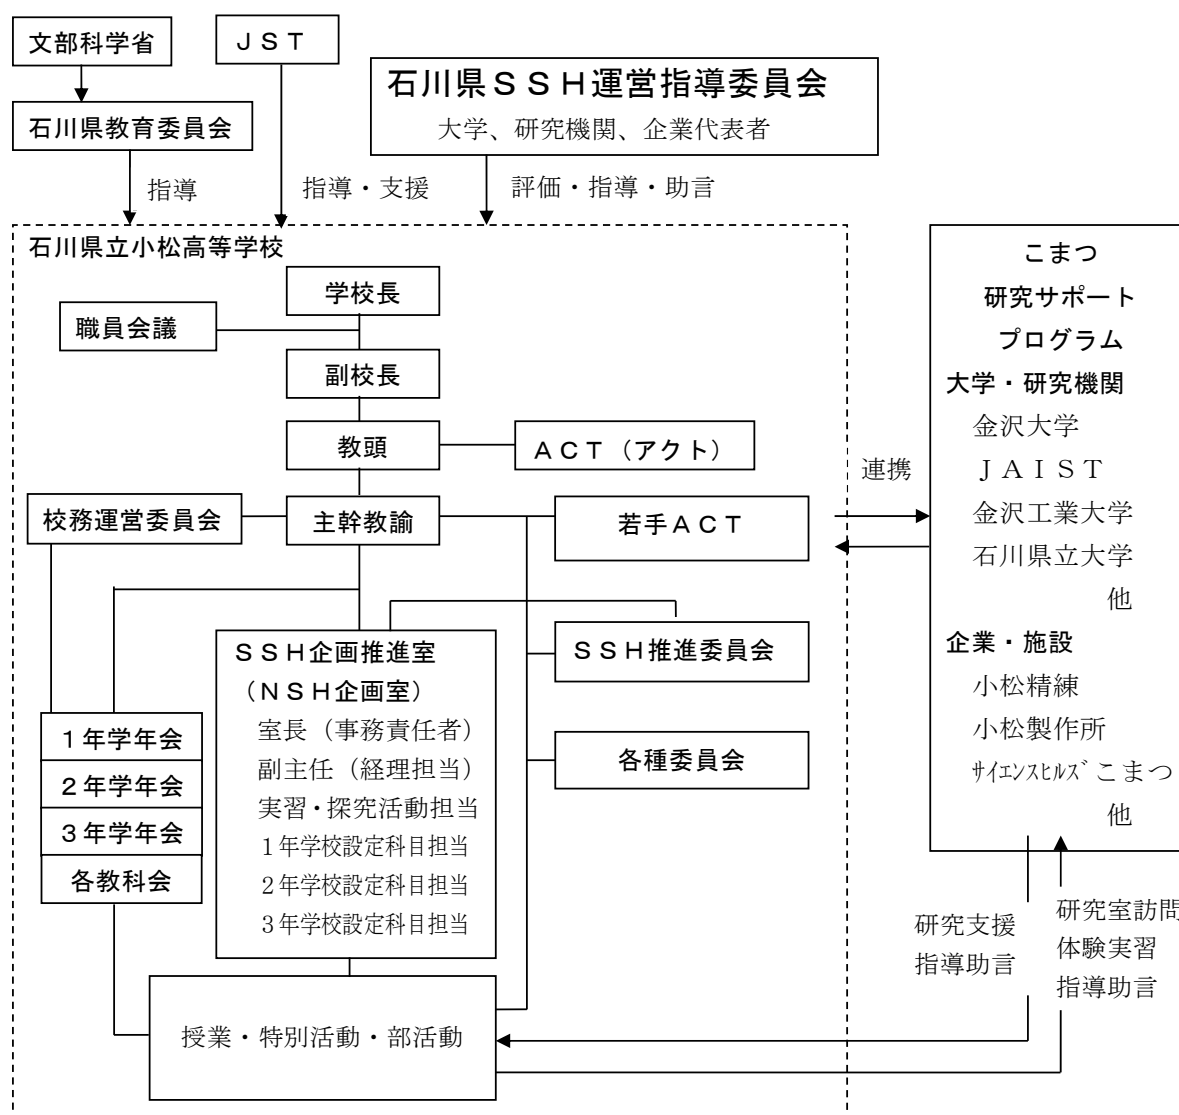 文部科学省
ＪＳＴ
石川県ＳＳＨ運営指導委員会
大学、研究機関、企業代表者
石川県教育委員会
指導
指導・支援
評価・指導・助言
石川県立小松高等学校
学校長
職員会議
副校長
教頭
ＡＣＴ（アクト）
校務運営委員会
主幹教諭
若手ＡＣＴ
ＳＳＨ企画推進室
（ＮＳＨ企画室）
室長（事務責任者）
副主任（経理担当）
実習・探究活動担当
１年学校設定科目担当
２年学校設定科目担当
３年学校設定科目担当
ＳＳＨ推進委員会
各種委員会
１年学年会
２年学年会
３年学年会
各教科会
授業・特別活動・部活動
連携
こまつ
研究サポート
プログラム
大学・研究機関
金沢大学
ＪＡＩＳＴ
金沢工業大学
石川県立大学
他
企業・施設
小松精練
小松製作所
ｻｲｴﾝｽﾋﾙｽﾞこまつ
他
研究支援
指導助言
研究室訪問
体験実習
指導助言